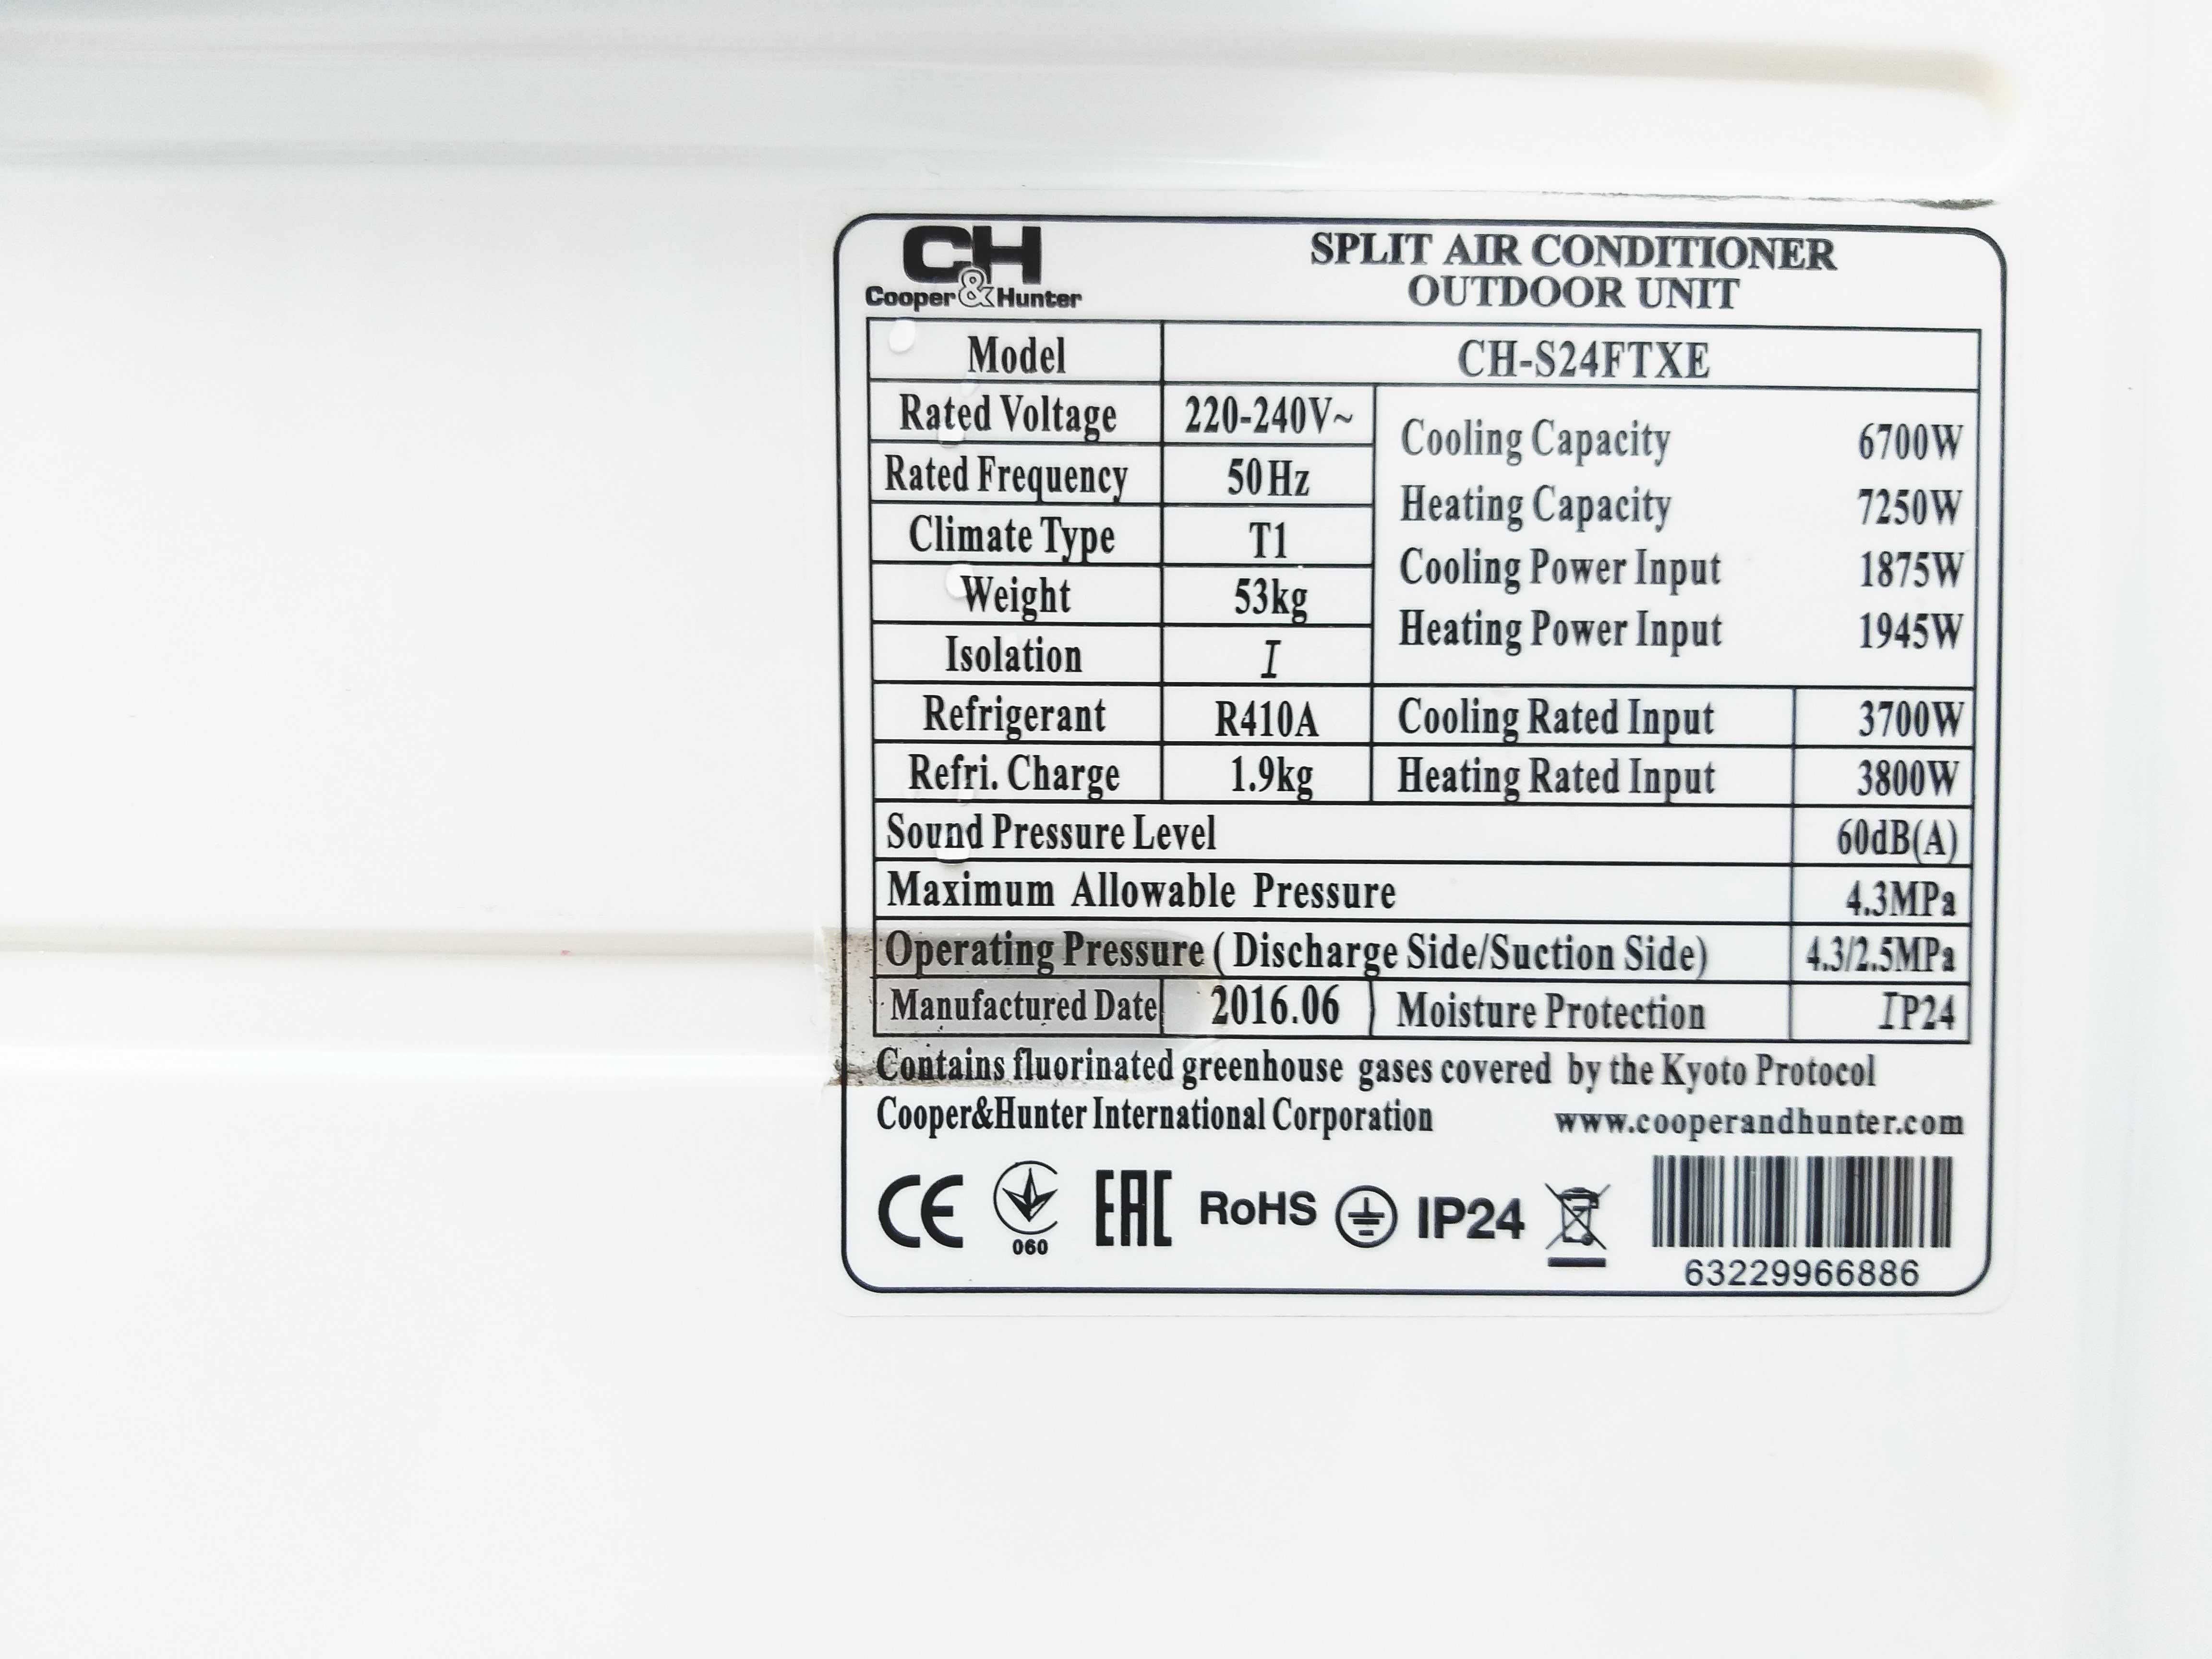 CH
Cooper & Hunter
SPLIT AIR CONDITIONER
OUTDOOR UNIT
Model CH-S24FTXE
Rated Voltage 220-240V~
Rated Frequency 50Hz
Climate Type T1
Weight 53kg
Isolation I
Cooling Capacity 6700W
Heating Capacity 7250W
Cooling Power Input 1875W
Heating Power Input 1945W
Refrigerant R410A Cooling Rated Input 3700W
Refri. Charge 1.9kg Heating Rated Input 3800W
Sound Pressure Level 60dB(A)
Maximum Allowable Pressure 4.3MPa
Operating Pressure ( Discharge Side/Suction Side) 4.3/2.5MPa
Manufactured Date 2016.06 Moisture Protection IP24
Contains fluorinated greenhouse gases covered by the Kyoto Protocol
Cooper&Hunter International Corporation www.cooperandhunter.com
CE 060 EAC RoHS IP24
63229966886